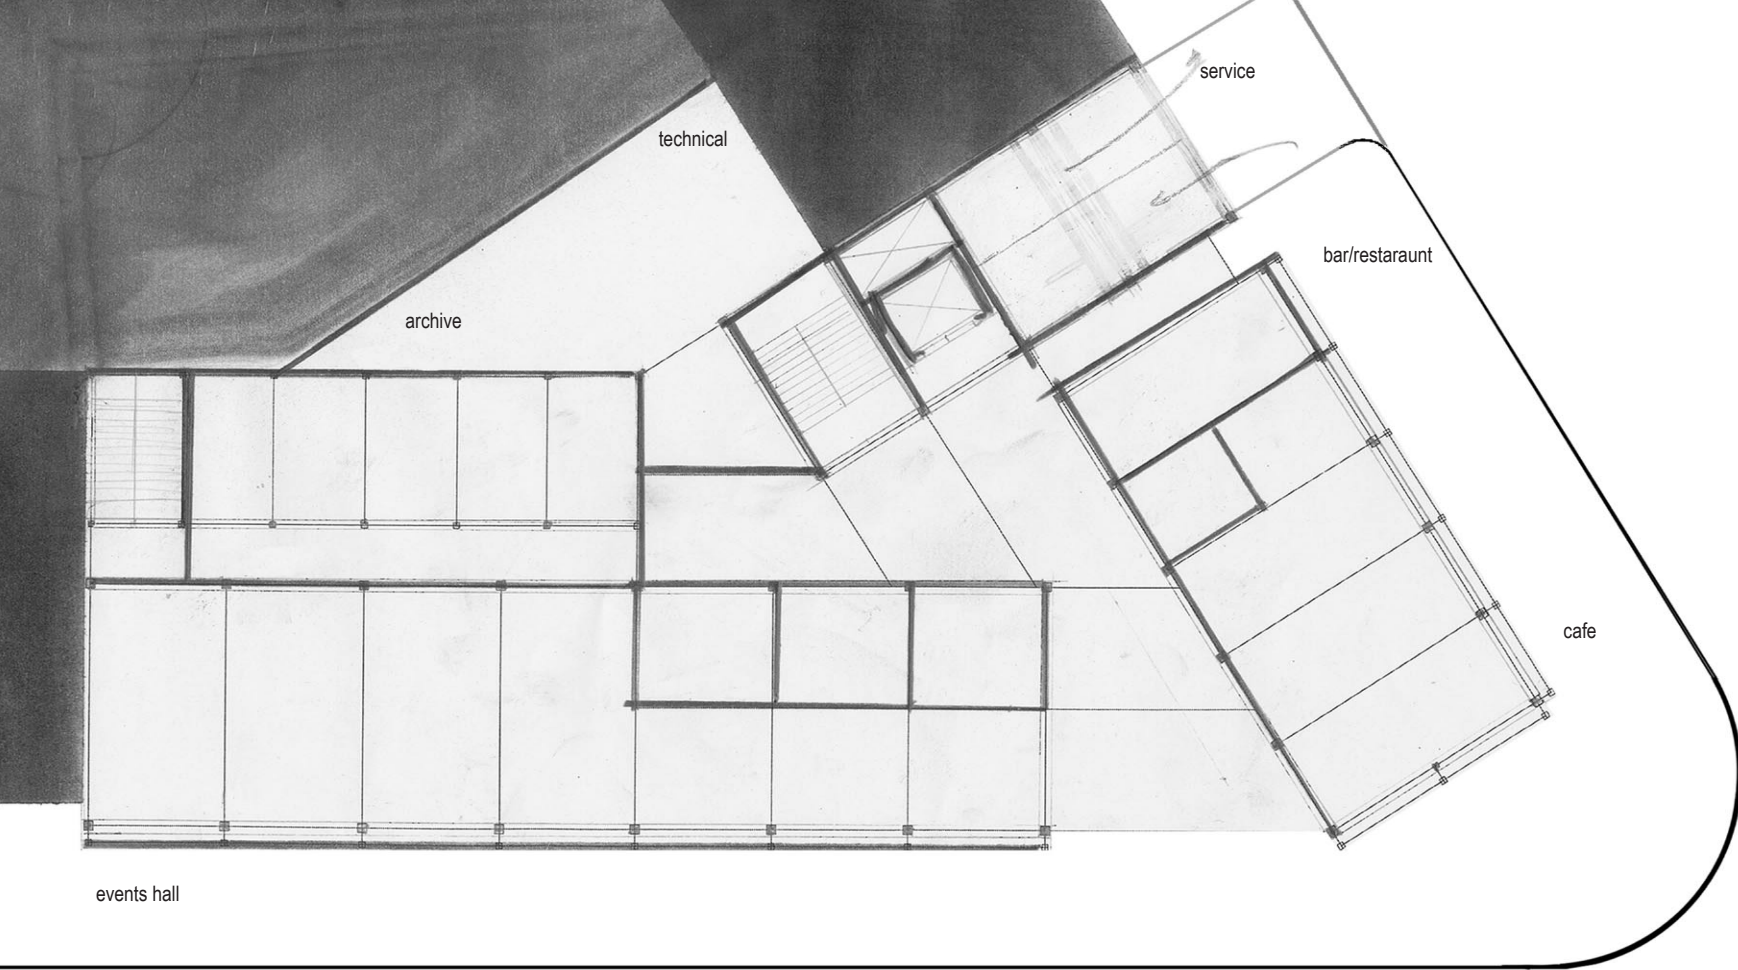 service
technical
bar/restaraunt
archive
cafe
events hall